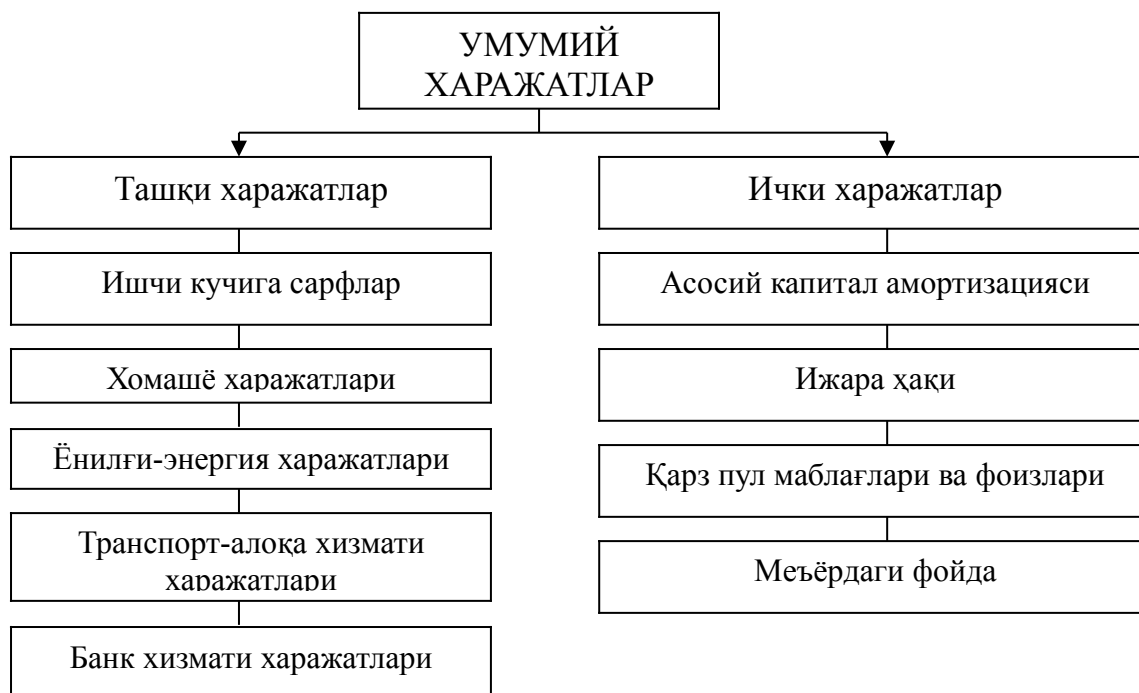 УМУМИЙ
ХАРАЖАТЛАР
Ташқи харажатлар
Ишчи кучига сарфлар
Хомашё харажатлари
Ёнилғи-энергия харажатлари
Транспорт-алоқа хизмати
харажатлари
Банк хизмати харажатлари
Ички харажатлар
Асосий капитал амортизацияси
Ижара ҳақи
Қарз пул маблағлари ва фоизлари
Меъёрдаги фойда